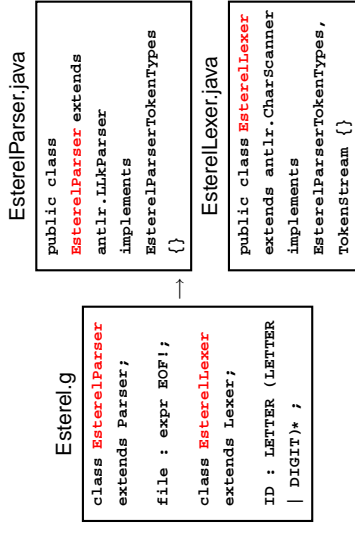 Esterel.g
class EsterelParser
extends Parser;
file : expr EOF!;
class EsterelLexer
extends Lexer;
ID : LETTER (LETTER
| DIGIT)* ;
→
EsterelParser.java
public class
EsterelParser extends
antlr.LLkParser
implements
EsterelParserTokenTypes
{}
EsterelLexer.java
public class EsterelLexer
extends antlr.CharScanner
implements
EsterelParserTokenTypes,
TokenStream {}